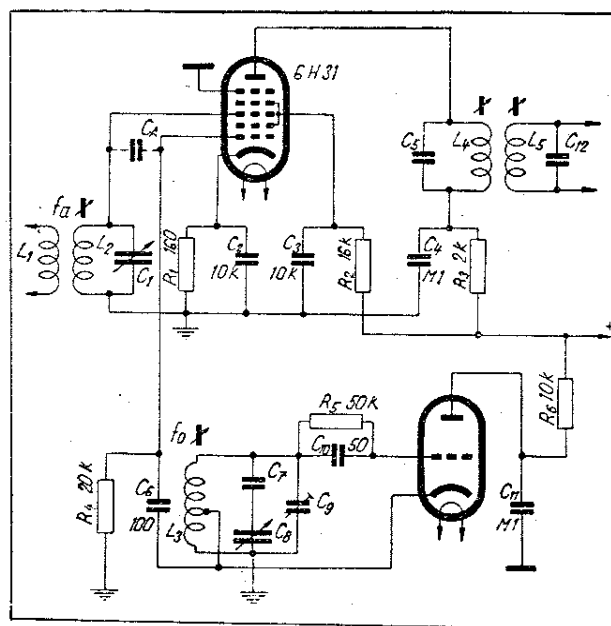 6H31
CA
C5
L4
L5
C12
fa
L1
L2
C1
R1 160
C2
10k
C3
10k
R2 16k
C4
M1
R3 2k
+
R5 50k
R6 10k
fo
C10 50
C7
R4 20k
C6
100
L3
C8
C9
C11
M1